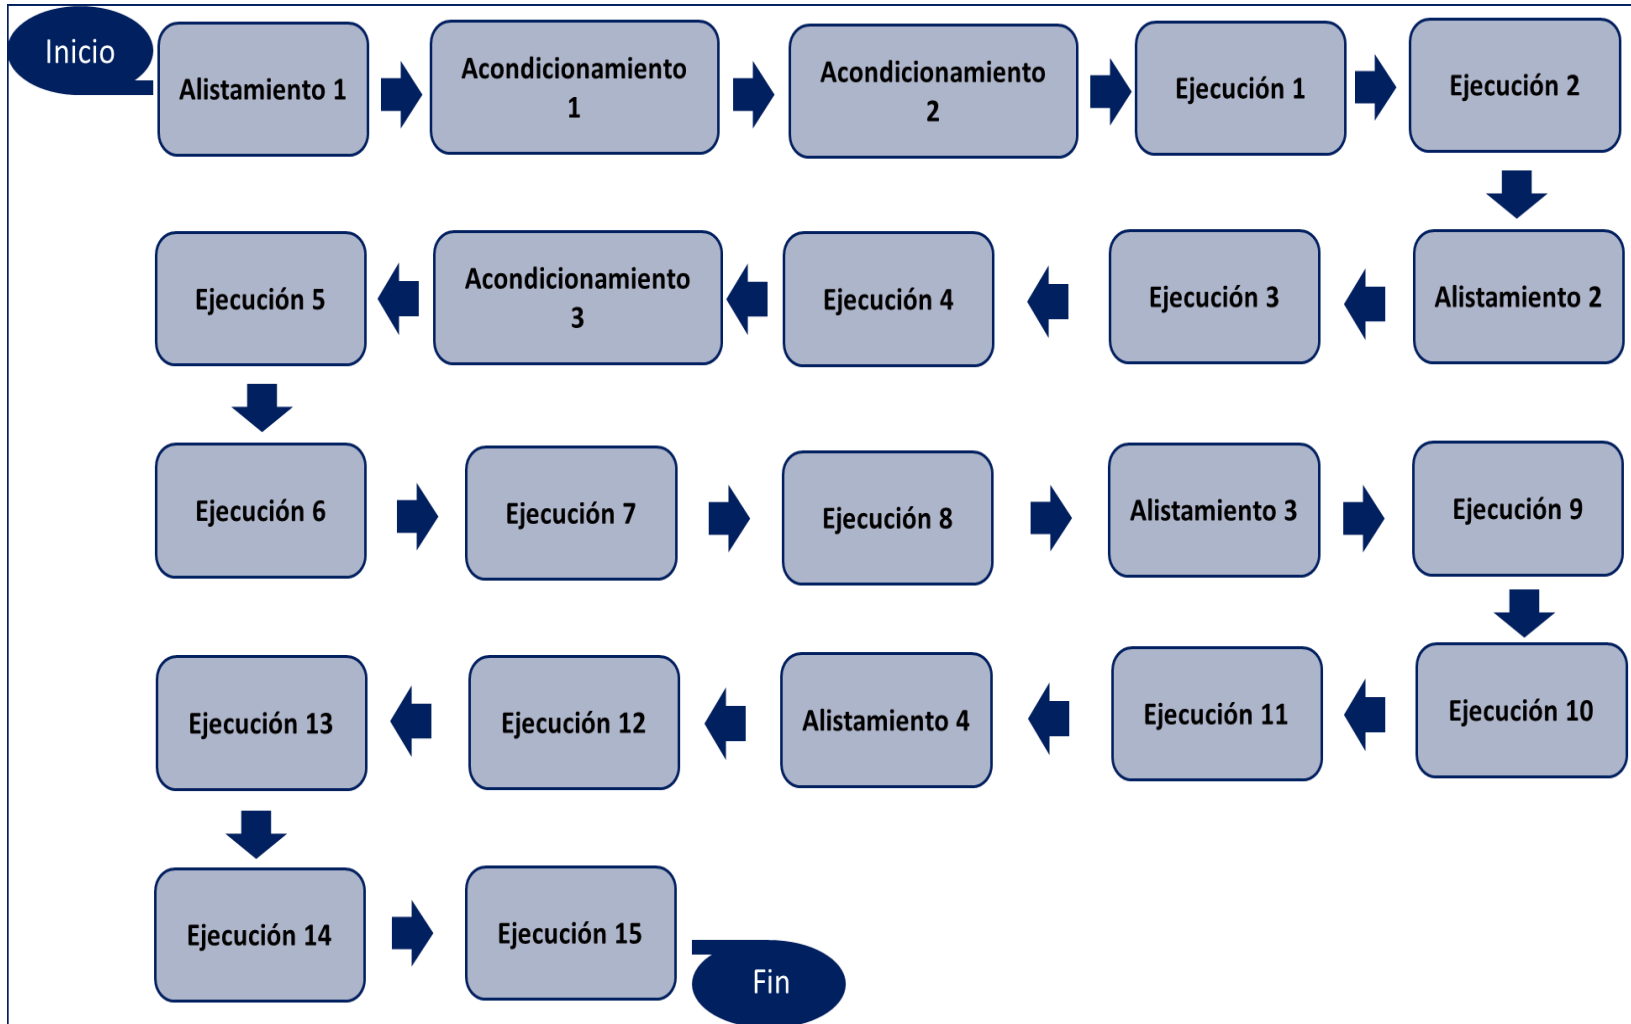 Inicio
Alistamiento 1
Acondicionamiento
1
Acondicionamiento
2
Ejecución 1
Ejecución 2
Alistamiento 2
Ejecución 3
Ejecución 4
Acondicionamiento
3
Ejecución 5
Ejecución 6
Ejecución 7
Ejecución 8
Alistamiento 3
Ejecución 9
Ejecución 10
Ejecución 11
Alistamiento 4
Ejecución 12
Ejecución 13
Ejecución 14
Ejecución 15
Fin